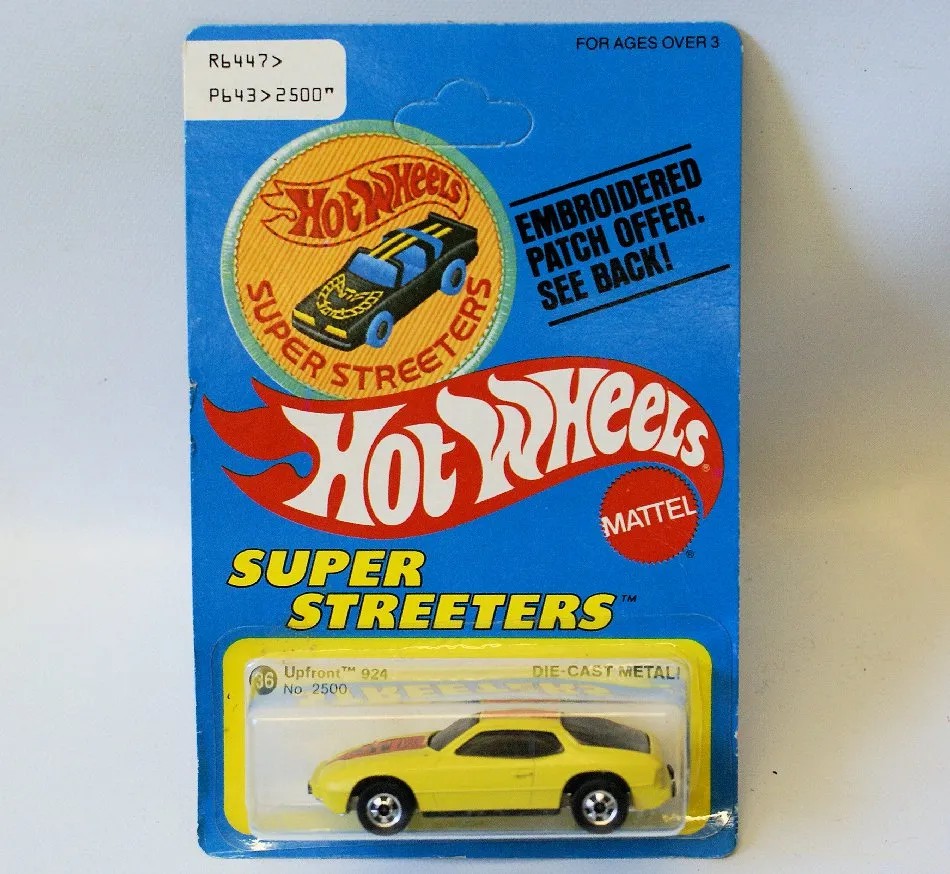 R6447>
P643>2500"
FOR AGES OVER 3
HOT WHEELS
SUPER STREETERS
EMBROIDERED
PATCH OFFER.
SEE BACK!
HOT WHEELS®
MATTEL®
SUPER
STREETERS™
36 Upfront™ 924
No. 2500
DIE-CAST METAL!